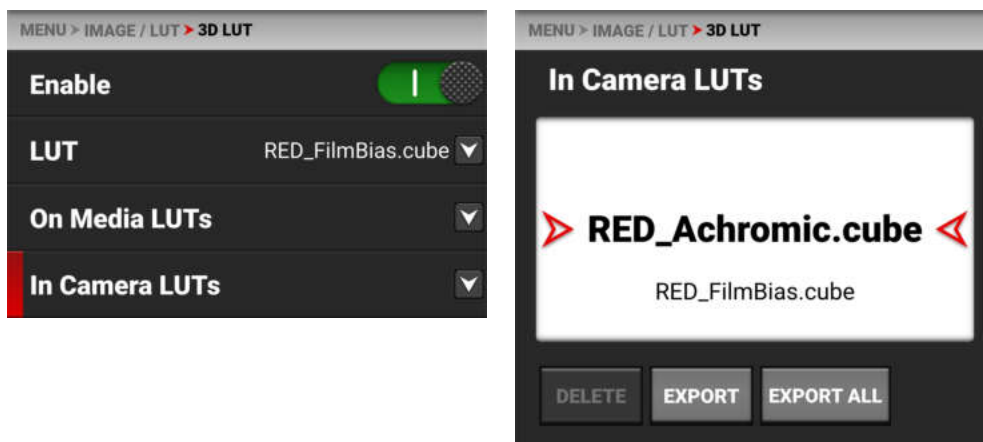 MENU > IMAGE / LUT > 3D LUT
Enable
LUT RED_FilmBias.cube
On Media LUTs
In Camera LUTs
MENU > IMAGE / LUT > 3D LUT
In Camera LUTs
RED_Achromic.cube
RED_FilmBias.cube
DELETE EXPORT EXPORT ALL